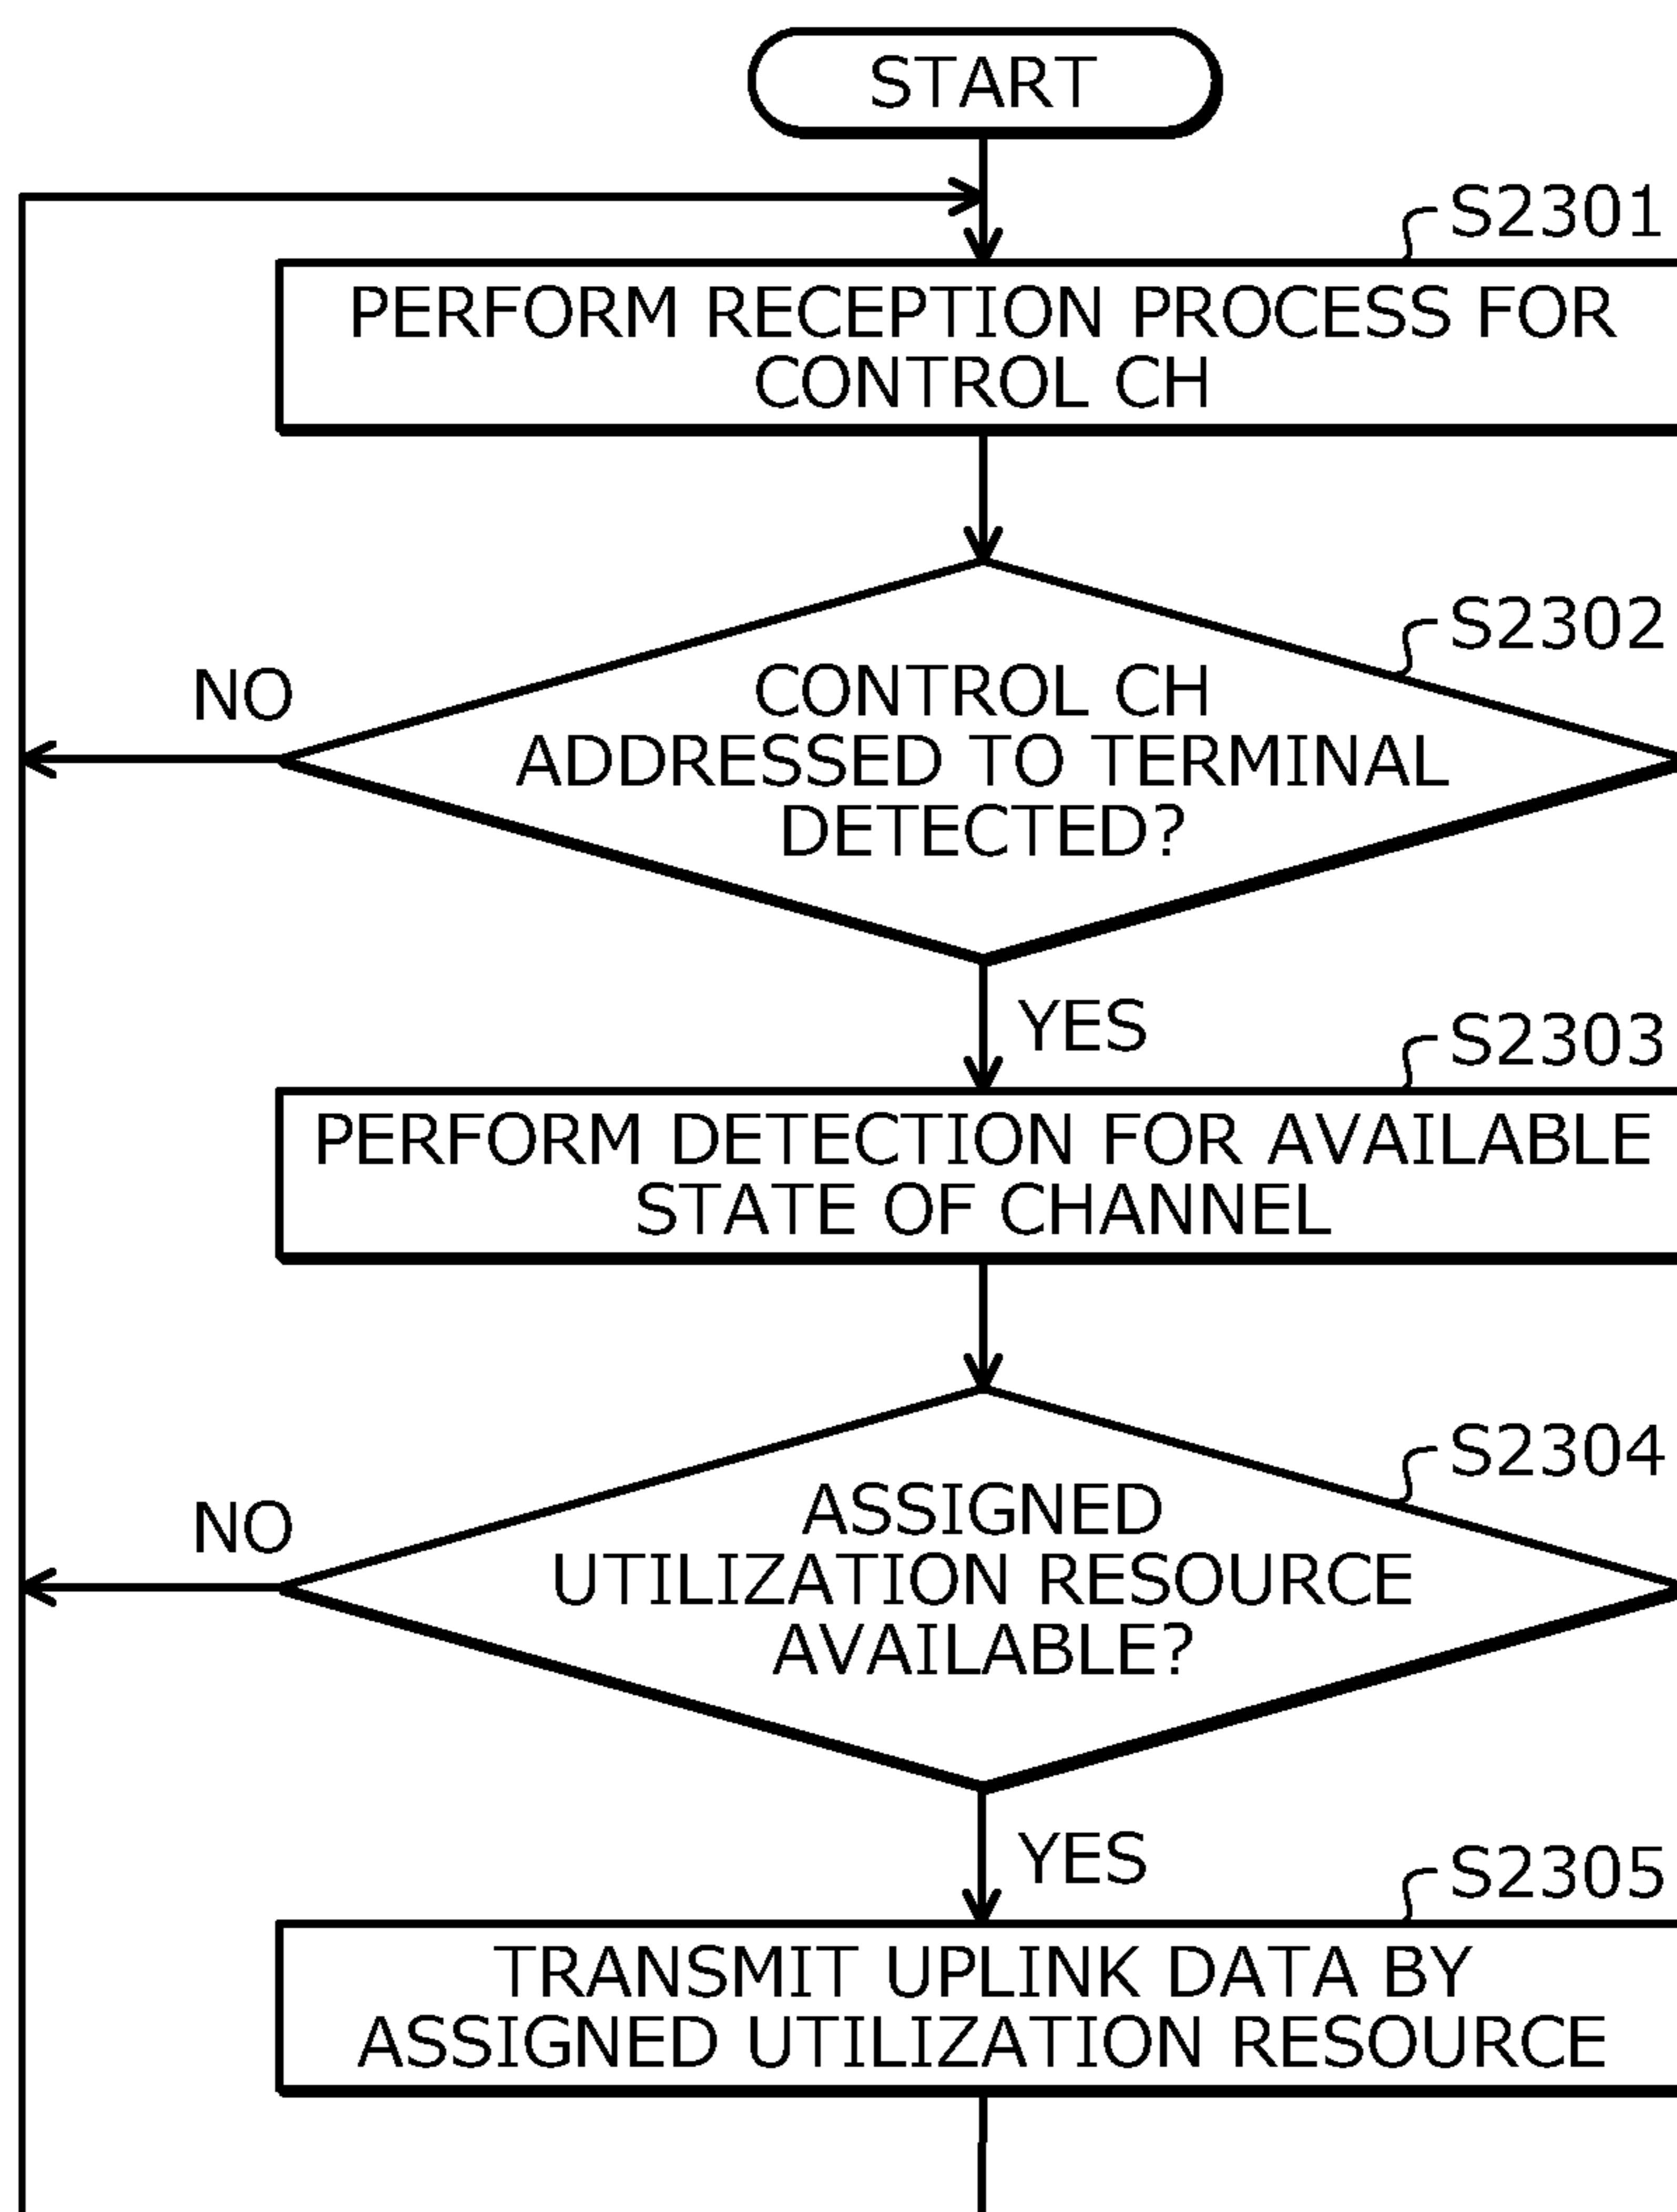 START
S2301
PERFORM RECEPTION PROCESS FOR
CONTROL CH
S2302
CONTROL CH
ADDRESSED TO TERMINAL
DETECTED?
NO
YES
S2303
PERFORM DETECTION FOR AVAILABLE
STATE OF CHANNEL
S2304
ASSIGNED
UTILIZATION RESOURCE
AVAILABLE?
NO
YES
S2305
TRANSMIT UPLINK DATA BY
ASSIGNED UTILIZATION RESOURCE